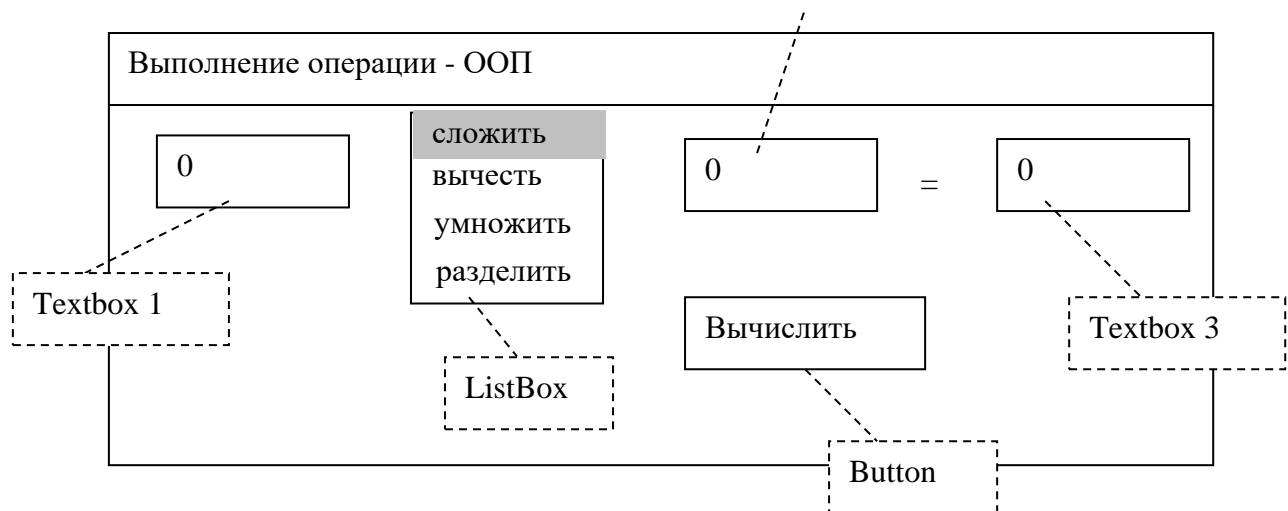 Выполнение операции - ООП
0
сложить
вычесть
умножить
разделить
0
=
0
Textbox 1
ListBox
Вычислить
Textbox 3
Button